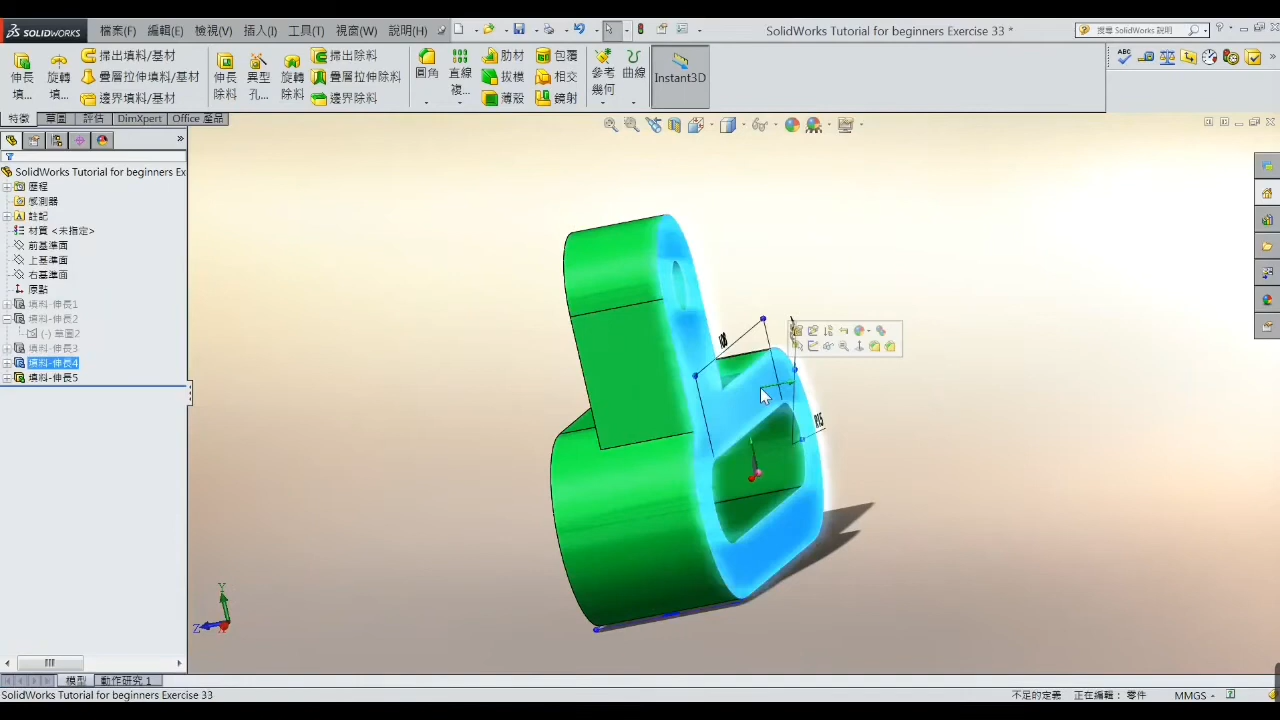 SOLIDWORKS 檔案(F) 編輯(E) 檢視(V) 插入(I) 工具(T) 視窗(W) 說明(H) SolidWorks Tutorial for beginners Exercise 33 * 搜尋 SolidWorks 說明
伸長填... 旋轉填... 掃出填料/基材 疊層拉伸填料/基材 邊界填料/基材 伸長除料 異型孔... 旋轉除料 掃出除料 疊層拉伸除料 邊界除料 圓角 直線複... 肋材 拔模 薄殼 包覆 相交 鏡射 參考幾何 曲線 Instant3D
特徵 草圖 評估 DimXpert Office 產品
SolidWorks Tutorial for beginners Ex
歷程
感測器
註記
材質 <未指定>
前基準面
上基準面
右基準面
原點
填料-伸長1
填料-伸長2
(-) 草圖2
填料-伸長3
填料-伸長4
填料-伸長5
R15
Y
Z
X
模型 動作研究 1
SolidWorks Tutorial for beginners Exercise 33 不足的定義 正在編輯：零件 MMGS